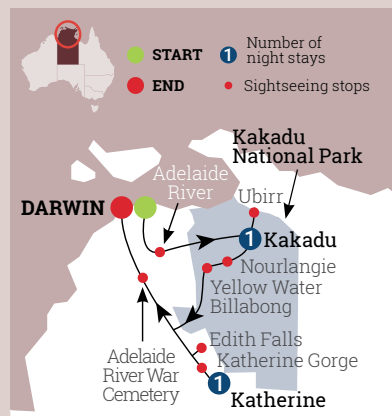 START
END
1
Number of
night stays
Sightseeing stops
Kakadu
National Park
Adelaide
River
Ubirr
DARWIN
1
Kakadu
Nourlangie
Yellow Water
Billabong
Edith Falls
Katherine Gorge
Adelaide
River War
Cemetery
1
Katherine